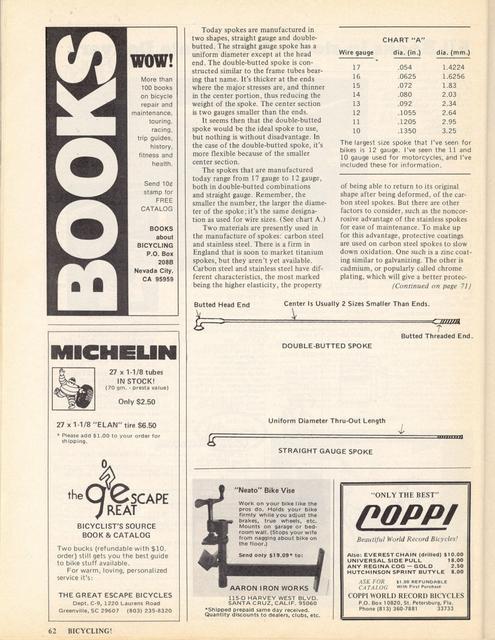 BOOKS
WOW!
More than
100 books
on bicycle
repair and
maintenance,
touring,
racing,
trip guides,
history,
fitness and
health.
Send 10¢
stamp for
FREE
CATALOG
BOOKS
about
BICYCLING
P.O. Box
208B
Nevada City,
CA 95959
MICHELIN
27 x 1-1/8 tubes
IN STOCK!
(70 gm. - presta value)
Only $2.50
27 x 1-1/8 "ELAN" tire $6.50
* Please add $1.00 to your order for
shipping.
the great EscapE
BICYCLIST'S SOURCE
BOOK & CATALOG
Two bucks (refundable with $10.
order) still gets you the best guide
to bike stuff available.
For warm, loving, personalized
service it's:
THE GREAT ESCAPE BICYCLES
Dept. C-9, 1220 Laurens Road
Greenville, SC 29607 (803) 235-8320
Today spokes are manufactured in
two shapes, straight gauge and double-
butted. The straight gauge spoke has a
uniform diameter except at the head
end. The double-butted spoke is con-
structed similar to the frame tubes bear-
ing that name. It's thicker at the ends
where the major stresses are, and thinner
in the center portion, thus reducing the
weight of the spoke. The center section
is two gauges smaller than the ends.
It seems then that the double-butted
spoke would be the ideal spoke to use,
but nothing is without disadvantage. In
the case of the double-butted spoke, it's
more flexible because of the smaller
center section.
The spokes that are manufactured
today range from 17 gauge to 12 gauge,
both in double-butted combinations
and straight gauge. Remember, the
smaller the number, the larger the diame-
ter of the spoke; it's the same designa-
tion as used for wire sizes. (See chart A.)
Two materials are presently used in
the manufacture of spokes: carbon steel
and stainless steel. There is a firm in
England that is soon to market titanium
spokes, but they aren't yet available.
Carbon steel and stainless steel have dif-
ferent characteristics, the most marked
being the higher elasticity, the property
CHART "A"
Wire gauge dia. (in.) dia. (mm.)
17 .054 1.4224
16 .0625 1.6256
15 .072 1.83
14 .080 2.03
13 .092 2.34
12 .1055 2.64
11 .1205 2.95
10 .1350 3.25
The largest size spoke that I've seen for
bikes is 12 gauge. I've seen the 11 and
10 gauge used for motorcycles, and I've
included these for information.
of being able to return to its original
shape after being deformed, of the car-
bon steel spokes. But there are other
factors to consider, such as the noncor-
rosive advantage of the stainless spokes
for ease of maintenance. To make up
for this advantage, protective coatings
are used on carbon steel spokes to slow
down oxidation. One such is a zinc coat-
ing similar to galvanizing. The other is
cadmium, or popularly called chrome
plating, which will give a better protec-
(Continued on page 71)
Butted Head End
Center Is Usually 2 Sizes Smaller Than Ends.
Butted Threaded End.
DOUBLE-BUTTED SPOKE
Uniform Diameter Thru-Out Length
STRAIGHT GAUGE SPOKE
"Neato" Bike Vise
Work on your bike like the
pros do. Holds your bike
firmly while you adjust the
brakes, true wheels, etc.
Mounts on garage or bed-
room wall. (Stops your wife
from nagging about bike on
the floor.)
Send only $19.09* to:
AARON IRON WORKS
115-D HARVEY WEST BLVD.
SANTA CRUZ, CALIF. 95060
*Shipped prepaid same day received.
Quantity discounts to dealers, clubs, etc.
"ONLY THE BEST"
COPPI
Beautiful World Record Bicycles!
Also: EVEREST CHAIN (drilled) $10.00
UNIVERSAL SIDE PULL 18.00
ANY REGINA COG — GOLD 2.50
HUTCHINSON SPRINT BUTYLE 8.00
ASK FOR
CATALOG
$1.00 REFUNDABLE
With First Purchase
COPPI WORLD RECORD BICYCLES
P.O. Box 10820, St. Petersburg, Fla.
Phone (813) 360-7881 33733
62 BICYCLING!